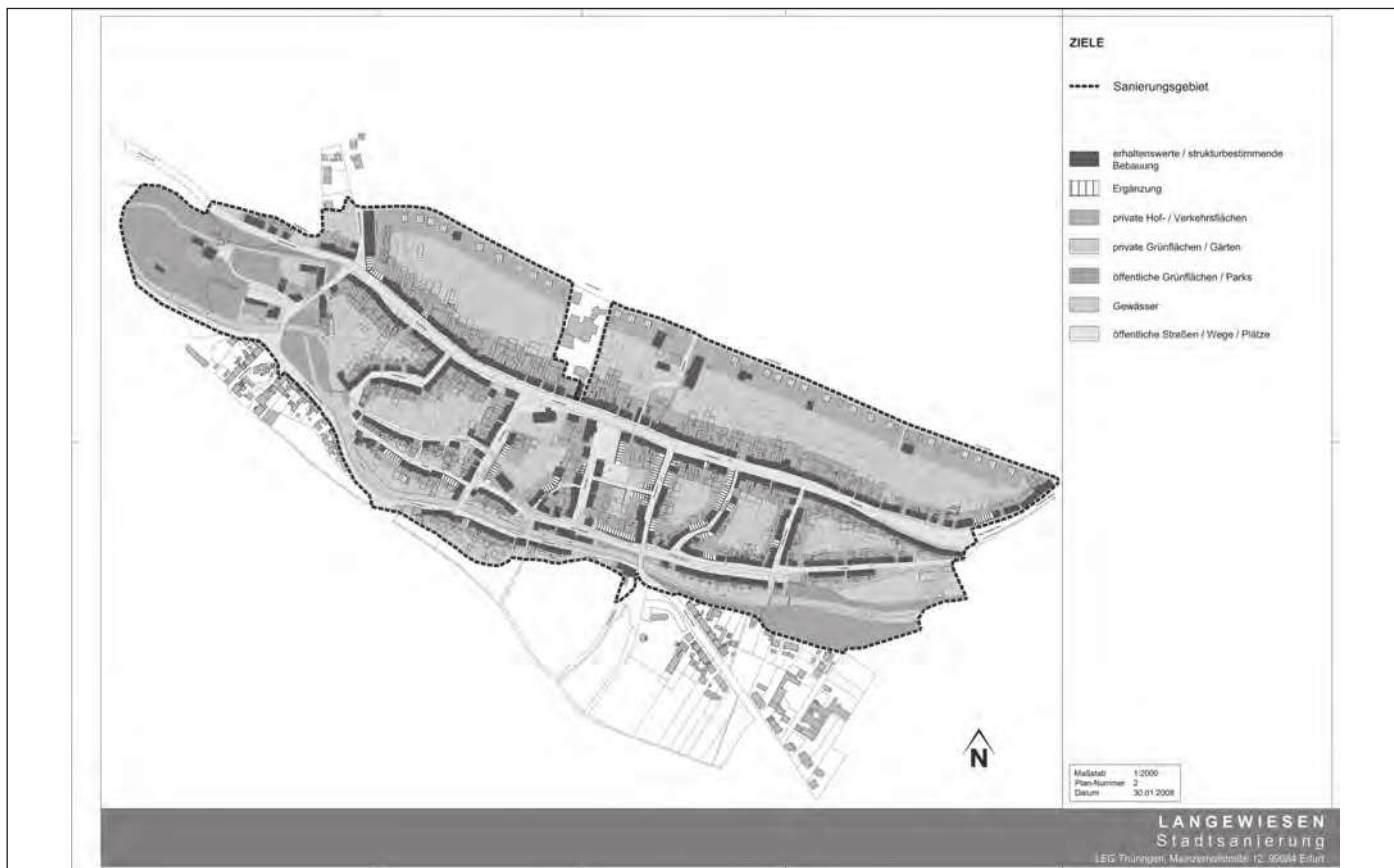 ZIELE
Sanierungsgebiet
erhaltenswerte / strukturbestimmende
Bebauung
Ergänzung
private Hof- / Verkehrsflächen
private Grünflächen / Gärten
öffentliche Grünflächen / Parks
Gewässer
öffentliche Straßen / Wege / Plätze
N
Maßstab 1:2000
Plan-Nummer 2
Datum 30.01.2008
LANGEWIESEN
Stadtsanierung
LEG Thüringen, Mainzerhofstraße 12, 99084 Erfurt